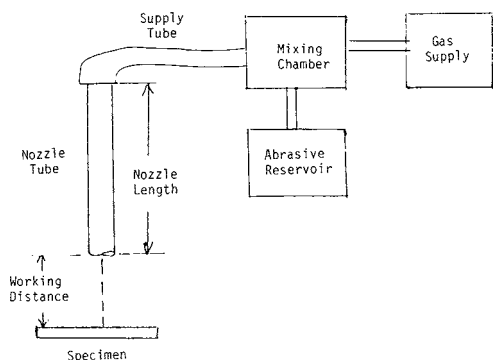 Supply
Tube
Mixing
Chamber
Gas
Supply
Nozzle
Tube
Nozzle
Length
Abrasive
Reservoir
Working
Distance
Specimen